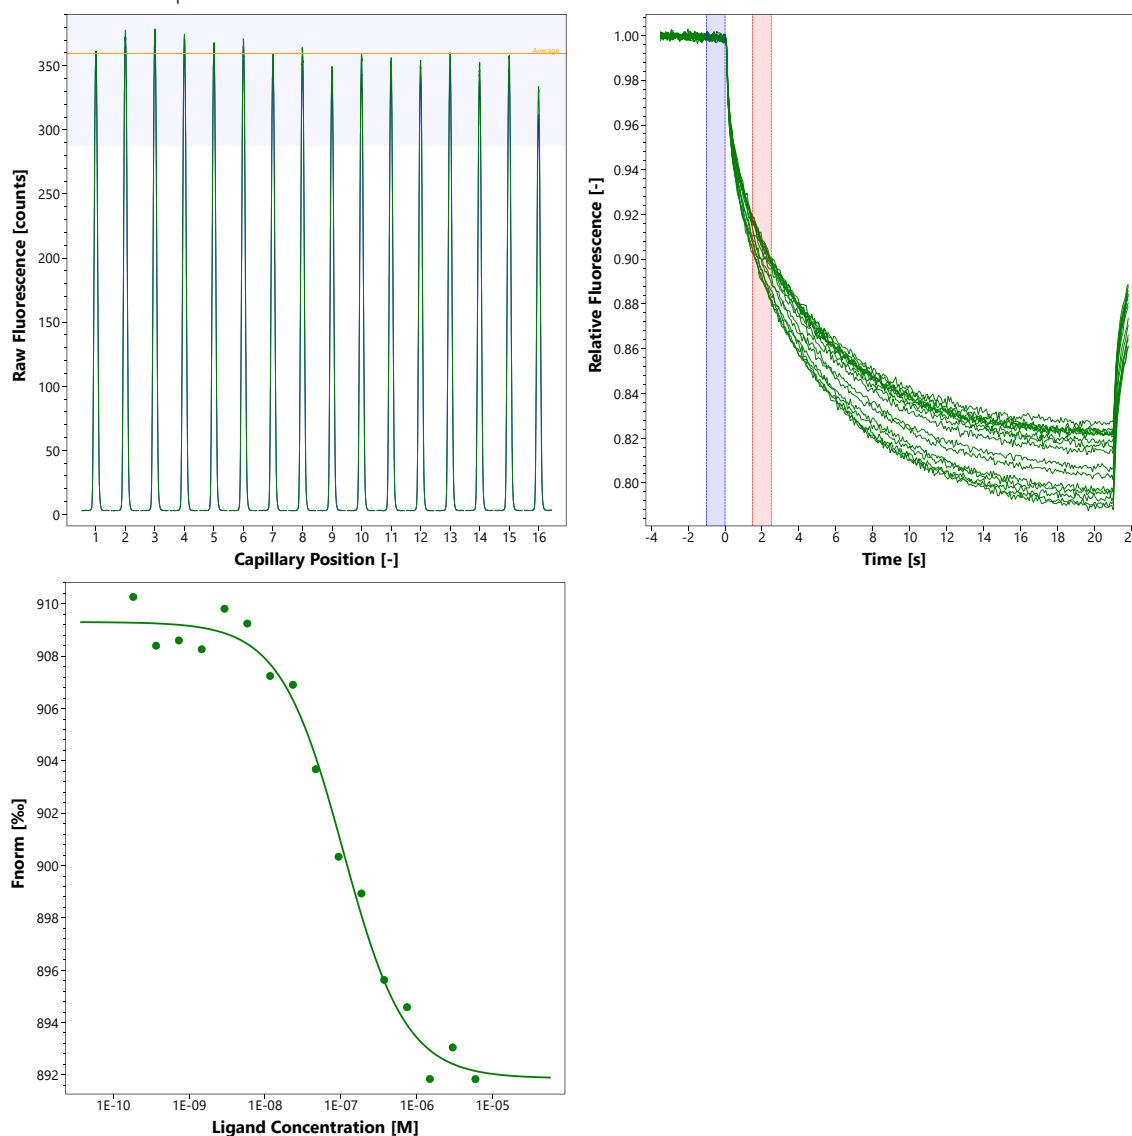 Average
350
300
250
200
150
100
50
0
Raw Fluorescence [counts]
1 2 3 4 5 6 7 8 9 10 11 12 13 14 15 16
Capillary Position [-]
1.00
0.98
0.96
0.94
0.92
0.90
0.88
0.86
0.84
0.82
0.80
Relative Fluorescence [-]
-4 -2 0 2 4 6 8 10 12 14 16 18 20 2
Time [s]
910
908
906
904
902
900
898
896
894
892
Fnorm [‰]
1E-10 1E-09 1E-08 1E-07 1E-06 1E-05
Ligand Concentration [M]